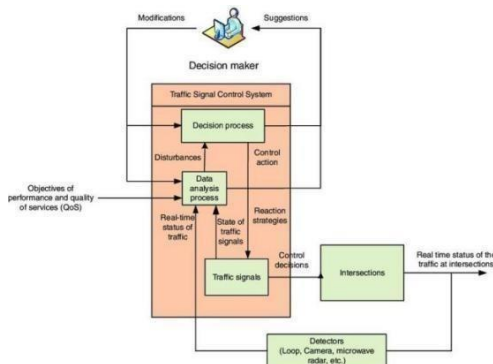 Modifications
Suggestions
Decision maker
Traffic Signal Control System
Decision process
Disturbances
Control
action
Objectives of
performance and quality
of services (QoS)
Data
analysis
process
Real-time
status of
traffic
State of
traffic
signals
Reaction
strategies
Traffic signals
Control
decisions
Intersections
Real time status of the
traffic at intersections
Detectors
(Loop, Camera, microwave
radar, etc.)